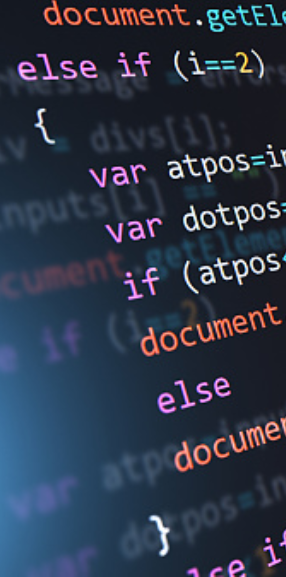 document.getEle
else if (i==2)
{
var atpos=in
var dotpos=
if (atpos<
document
else
documen
}
else if